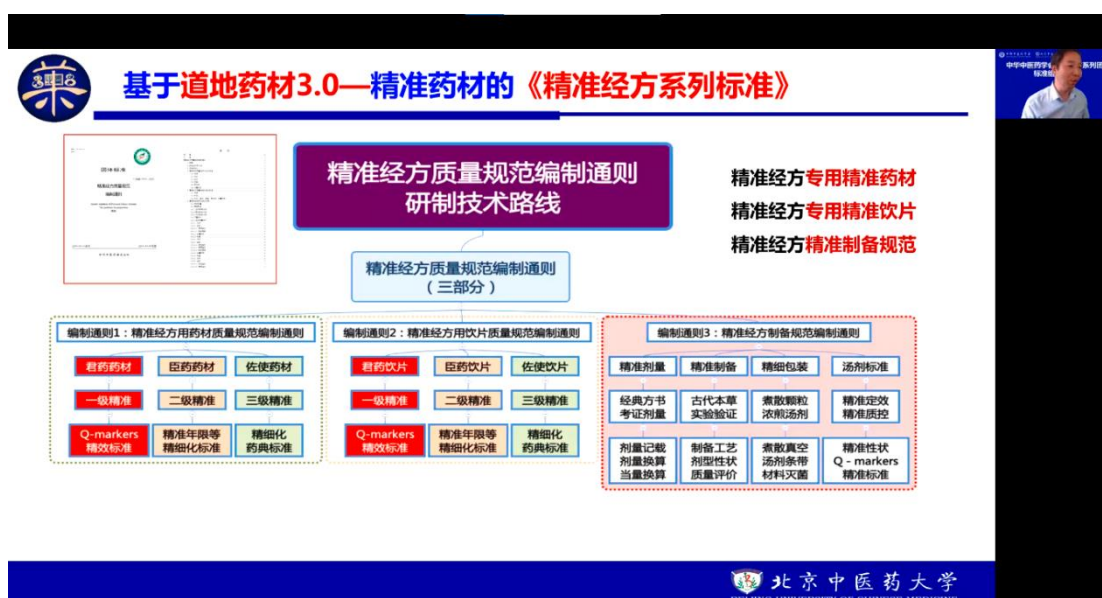 基于道地药材3.0—精准药材的《精准经方系列标准》
精准经方质量规范编制通则
研制技术路线
精准经方专用精准药材
精准经方专用精准饮片
精准经方精准制备规范
精准经方质量规范编制通则
（三部分）
编制通则1：精准经方用药材质量规范编制通则
君药药材 臣药药材 佐使药材
一级精准 二级精准 三级精准
Q-markers 精准年限等 精细化
精效标准 精细化标准 药典标准
编制通则2：精准经方用饮片质量规范编制通则
君药饮片 臣药饮片 佐使饮片
一级精准 二级精准 三级精准
Q-markers 精准年限等 精细化
精效标准 精细化标准 药典标准
编制通则3：精准经方制备规范编制通则
精准剂量 精准制备 精细包装 汤剂标准
经典方书 古代本草 煮散颗粒 精准定效
考证剂量 实验验证 浓煎汤剂 精准质控
剂量记载 制备工艺 煮散真空 精准性状
剂量换算 剂型性状 汤剂条带 Q - markers
当量换算 质量评价 材料灭菌 精准标准
北京中医药大学